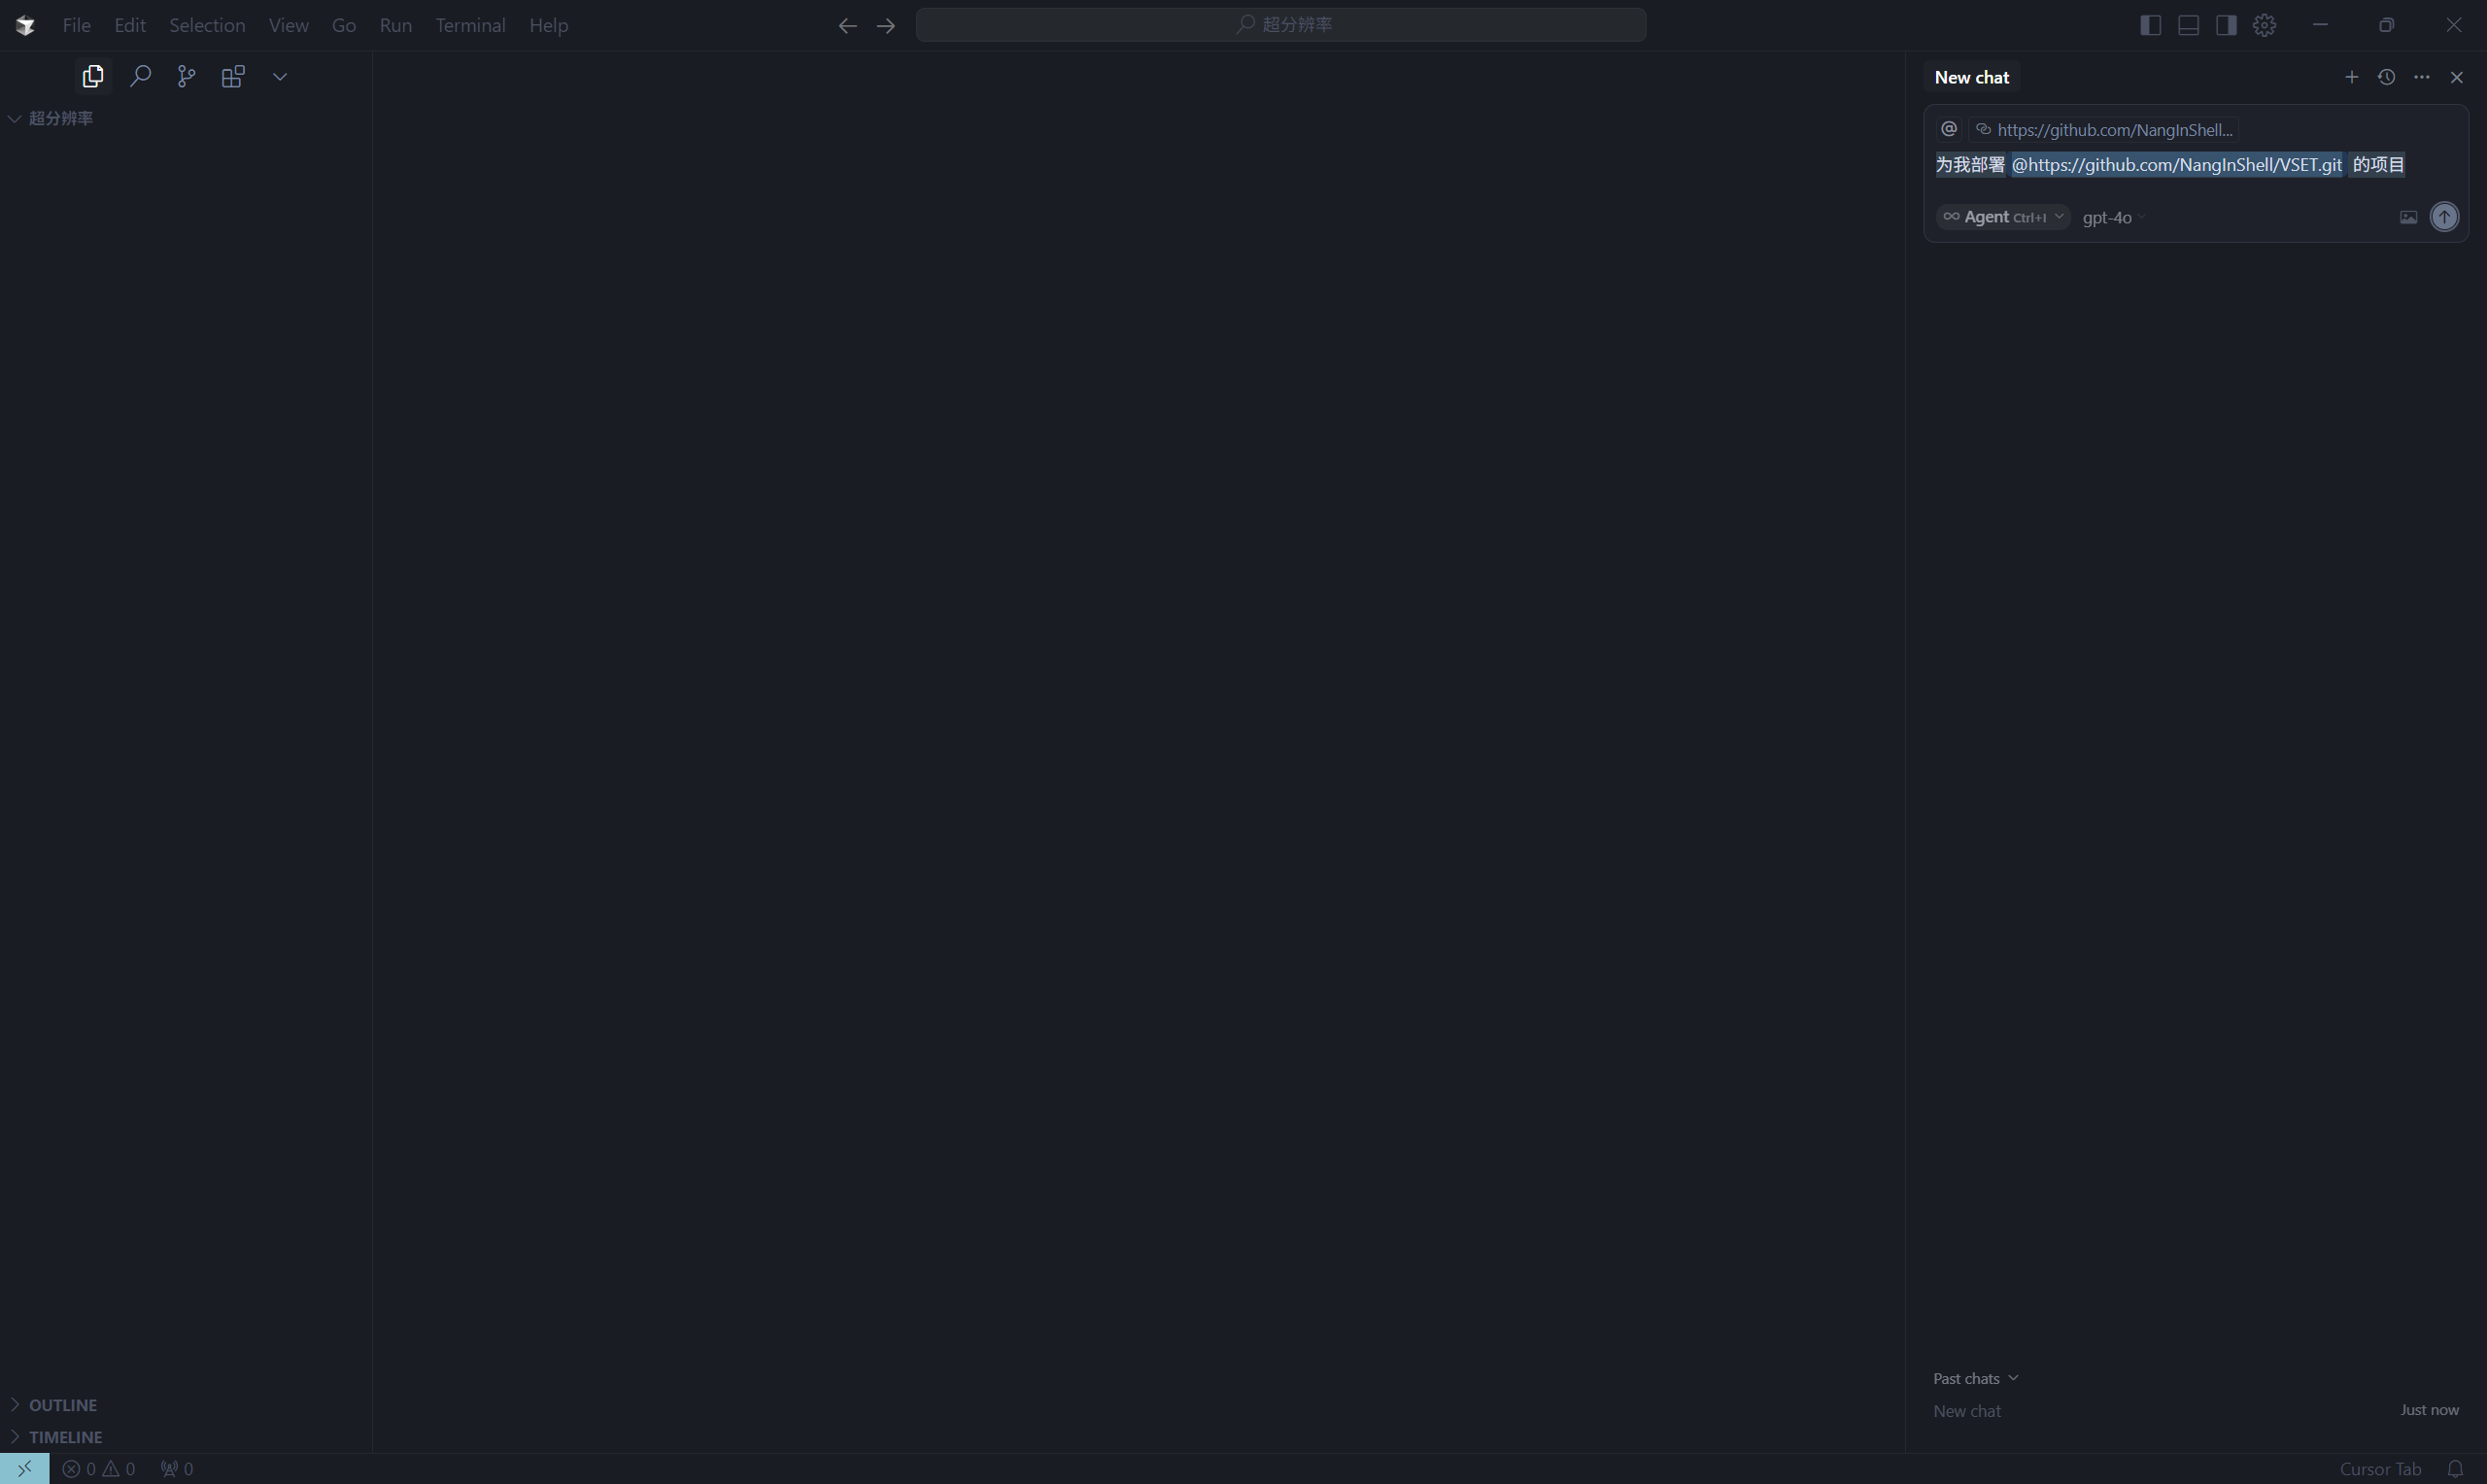 File Edit Selection View Go Run Terminal Help
超分辨率
超分辨率
New chat
@ https://github.com/NangInShell...
为我部署 @https://github.com/NangInShell/VSET.git 的项目
Agent Ctrl+I gpt-4o
Past chats
New chat Just now
OUTLINE
TIMELINE
0 0 0
Cursor Tab